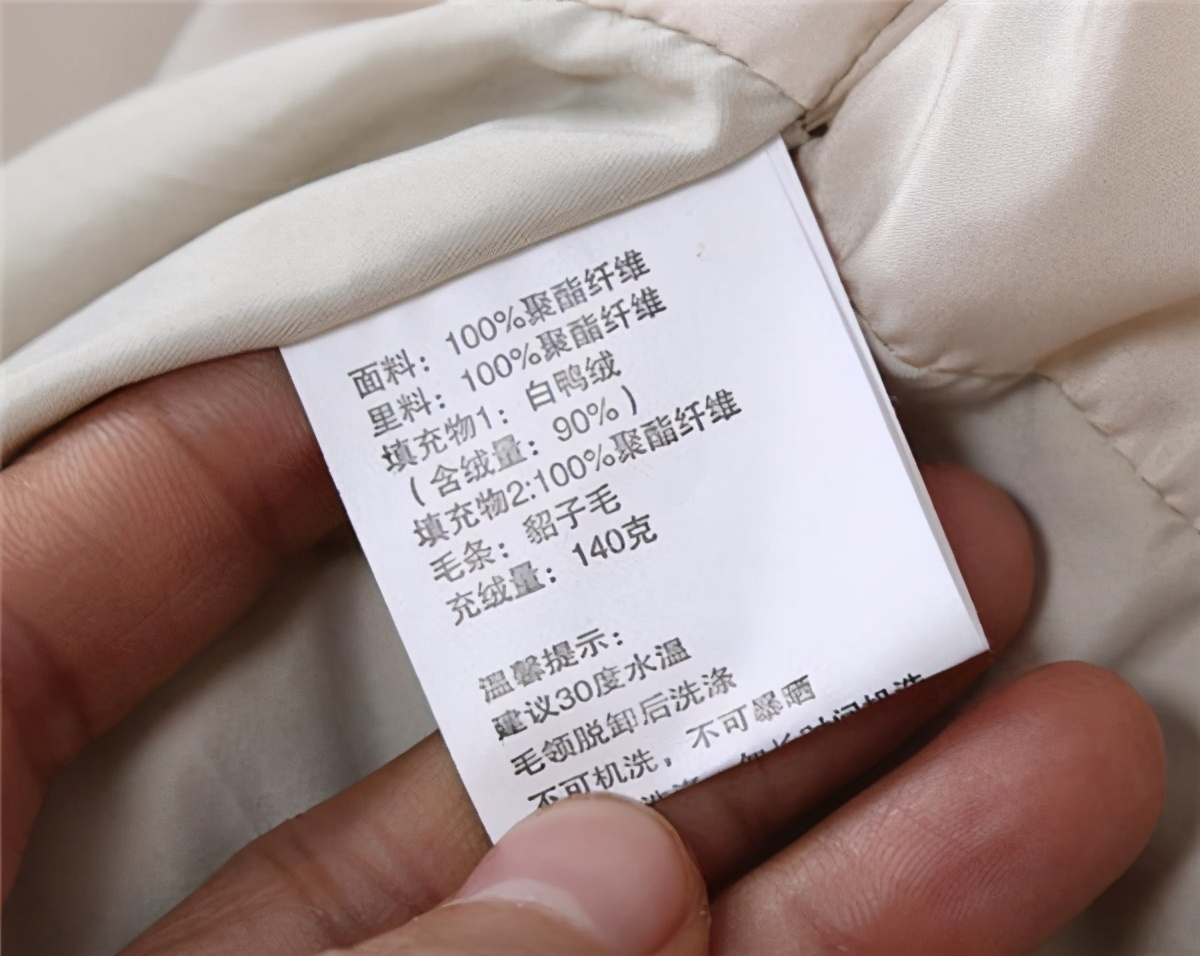 面料：100%聚酯纤维
里料：100%聚酯纤维
填充物1：白鸭绒
（含绒量：90%）
填充物2:100%聚酯纤维
毛条：貂子毛
充绒量：140克
温馨提示：
建议30度水温
毛领脱卸后洗涤
不可机洗，不可暴晒